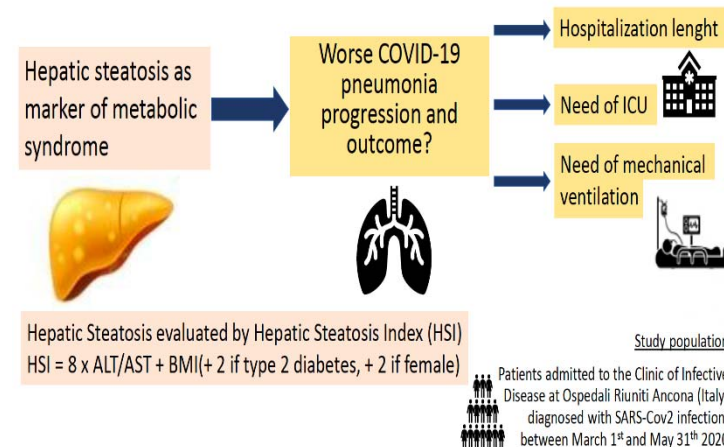 Hepatic steatosis as
marker of metabolic
syndrome
Worse COVID-19
pneumonia
progression and
outcome?
Hospitalization lenght
Need of ICU
Need of mechanical
ventilation
Hepatic Steatosis evaluated by Hepatic Steatosis Index (HSI)
HSI = 8 x ALT/AST + BMI(+ 2 if type 2 diabetes, + 2 if female)
Study population
Patients admitted to the Clinic of Infective
Disease at Ospedali Riuniti Ancona (Italy
diagnosed with SARS-Cov2 infection
between March 1st and May 31th 2020